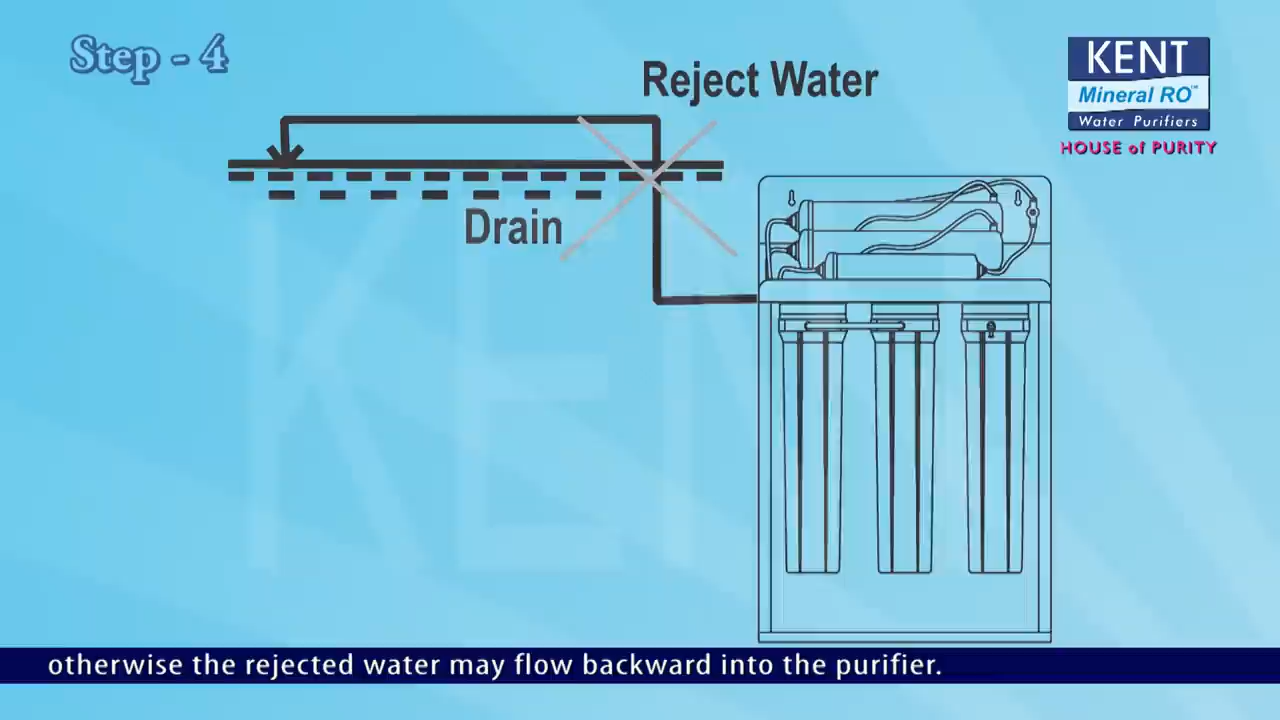 Step - 4
Reject Water
KENT
Mineral RO™
Water Purifiers
HOUSE of PURITY
Drain
KENT
otherwise the rejected water may flow backward into the purifier.